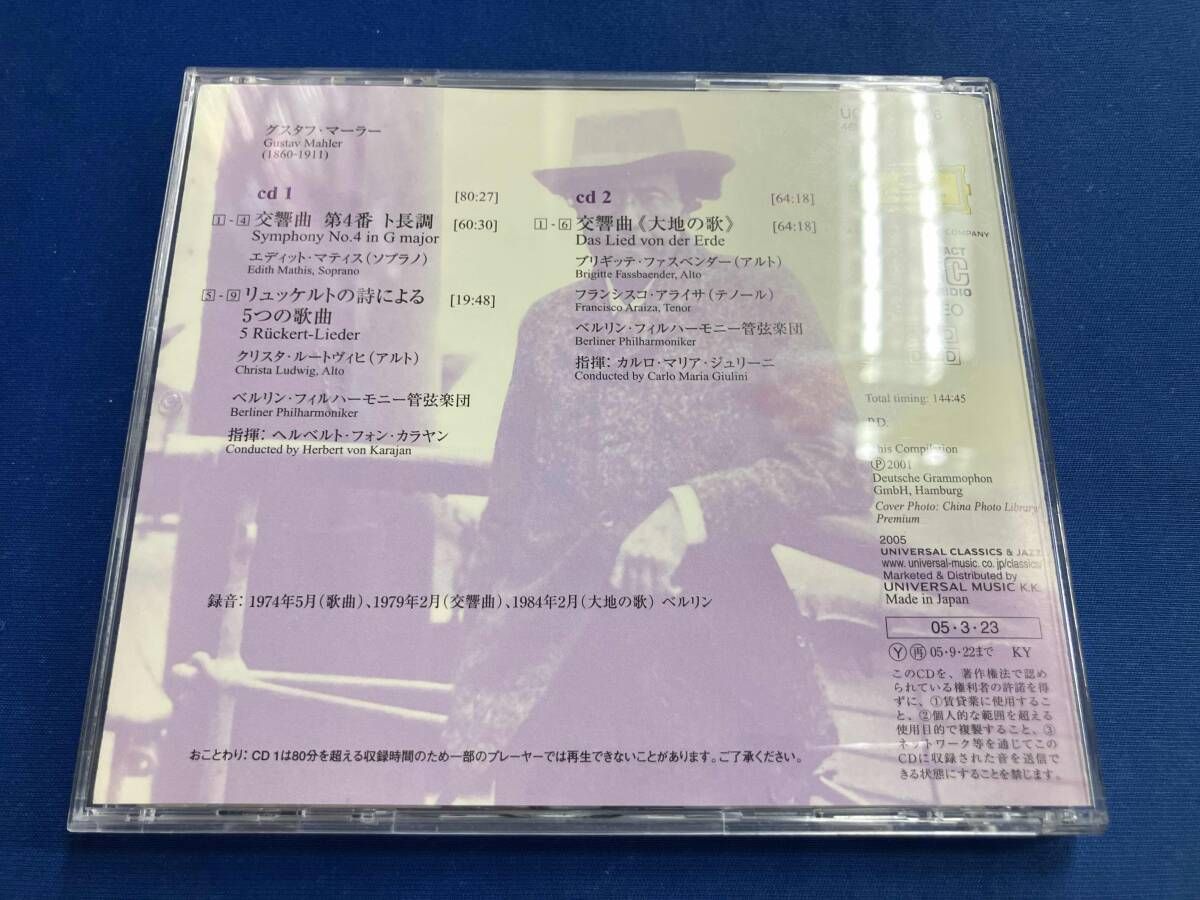 グスタフ・マーラー
Gustav Mahler
(1860-1911)
cd 1 [80:27]
1 - 4 交響曲 第4番 ト長調 [60:30]
Symphony No.4 in G major
エディット・マティス(ソプラノ)
Edith Mathis, Soprano
5 - 9 リュッケルトの詩による [19:48]
5つの歌曲
5 Rückert-Lieder
クリスタ・ルートヴィヒ(アルト)
Christa Ludwig, Alto
ベルリン・フィルハーモニー管弦楽団
Berliner Philharmoniker
指揮: ヘルベルト・フォン・カラヤン
Conducted by Herbert von Karajan
cd 2 [64:18]
1 - 6 交響曲《大地の歌》 [64:18]
Das Lied von der Erde
ブリギッテ・ファスベンダー(アルト)
Brigitte Fassbaender, Alto
フランシスコ・アライサ(テノール)
Francisco Araiza, Tenor
ベルリン・フィルハーモニー管弦楽団
Berliner Philharmoniker
指揮: カルロ・マリア・ジュリーニ
Conducted by Carlo Maria Giulini
録音: 1974年5月(歌曲)、1979年2月(交響曲)、1984年2月(大地の歌) ベルリン
おことわり: CD 1は80分を超える収録時間のため一部のプレーヤーでは再生できないことがあります。ご了承ください。
COMPANY
Total timing: 144:45
This Compilation
Ⓟ 2001
Deutsche Grammophon
GmbH, Hamburg
Cover Photo: China Photo Library/
Premium
2005
UNIVERSAL CLASSICS & JAZZ
www.universal-music.co.jp/classics
Marketed & Distributed by
UNIVERSAL MUSIC K.K.
Made in Japan
05・3・23
Ⓨ 再 05・9・22まで KY
このCDを、著作権法で認め
られている権利者の許諾を得
ずに、①賃貸業に使用するこ
と、②個人的な範囲を超える
使用目的で複製すること、③
ネットワーク等を通じてこの
CDに収録された音を送信で
きる状態にすることを禁じます。